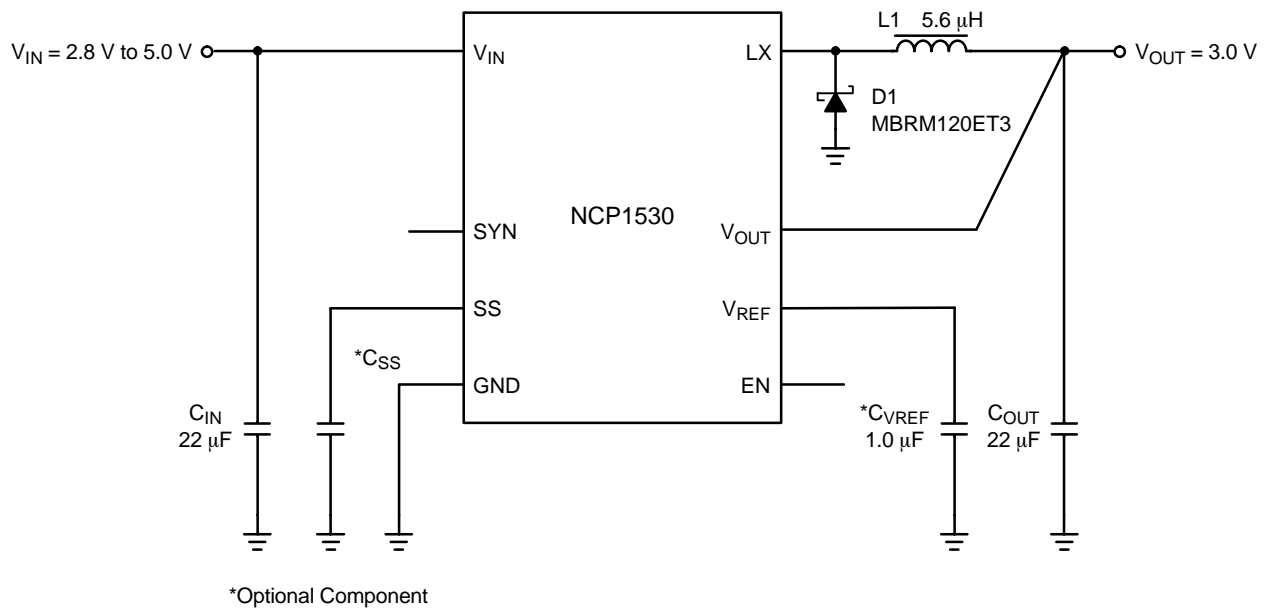 L1 5.6 μH
V_IN = 2.8 V to 5.0 V
V_IN
LX
V_OUT = 3.0 V
D1
MBRM120ET3
NCP1530
SYN
V_OUT
SS
V_REF
*C_SS
GND
EN
C_IN
22 μF
*C_VREF
1.0 μF
C_OUT
22 μF
*Optional Component